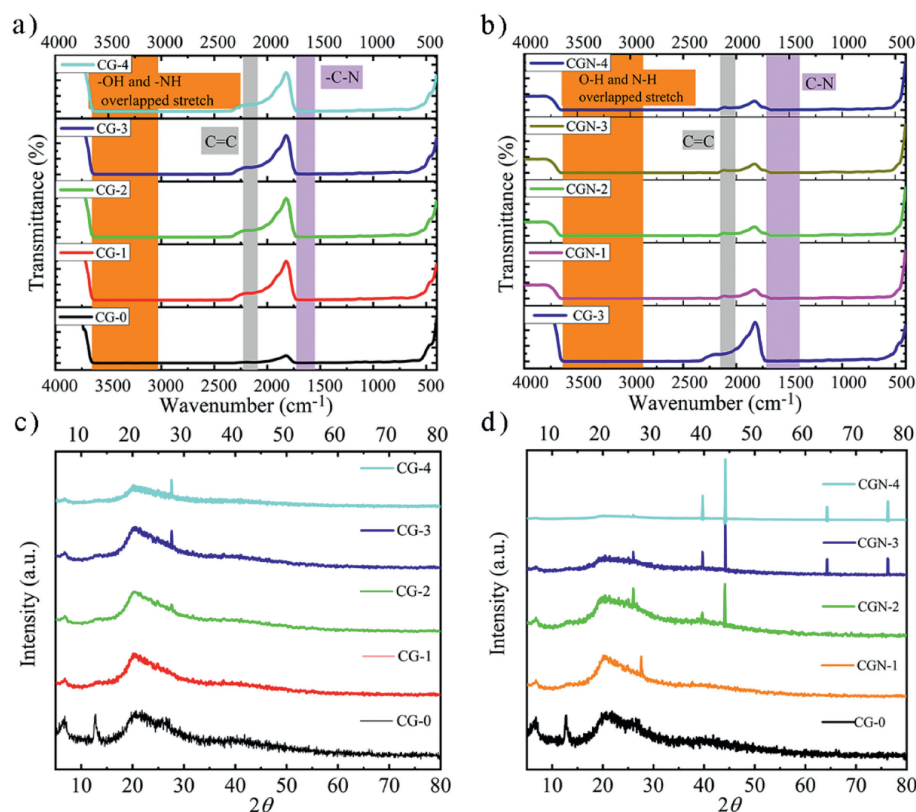 a)
4000 3500 3000 2500 2000 1500 1000 500
CG-4
-OH and -NH
overlapped stretch
-C-N
CG-3
C=C
CG-2
CG-1
CG-0
Transmittance (%)
4000 3500 3000 2500 2000 1500 1000 500
Wavenumber (cm-1)
b)
4000 3500 3000 2500 2000 1500 1000 500
CGN-4
O-H and N-H
overlapped stretch
C-N
CGN-3
C=C
CGN-2
CGN-1
CG-3
Transmittance (%)
4000 3500 3000 2500 2000 1500 1000 500
Wavenumber (cm-1)
c)
10 20 30 40 50 60 70 80
CG-4
CG-3
CG-2
CG-1
CG-0
Intensity (a.u.)
10 20 30 40 50 60 70 80
2θ
d)
10 20 30 40 50 60 70 80
CGN-4
CGN-3
CGN-2
CGN-1
CG-0
Intensity (a.u.)
10 20 30 40 50 60 70 80
2θ